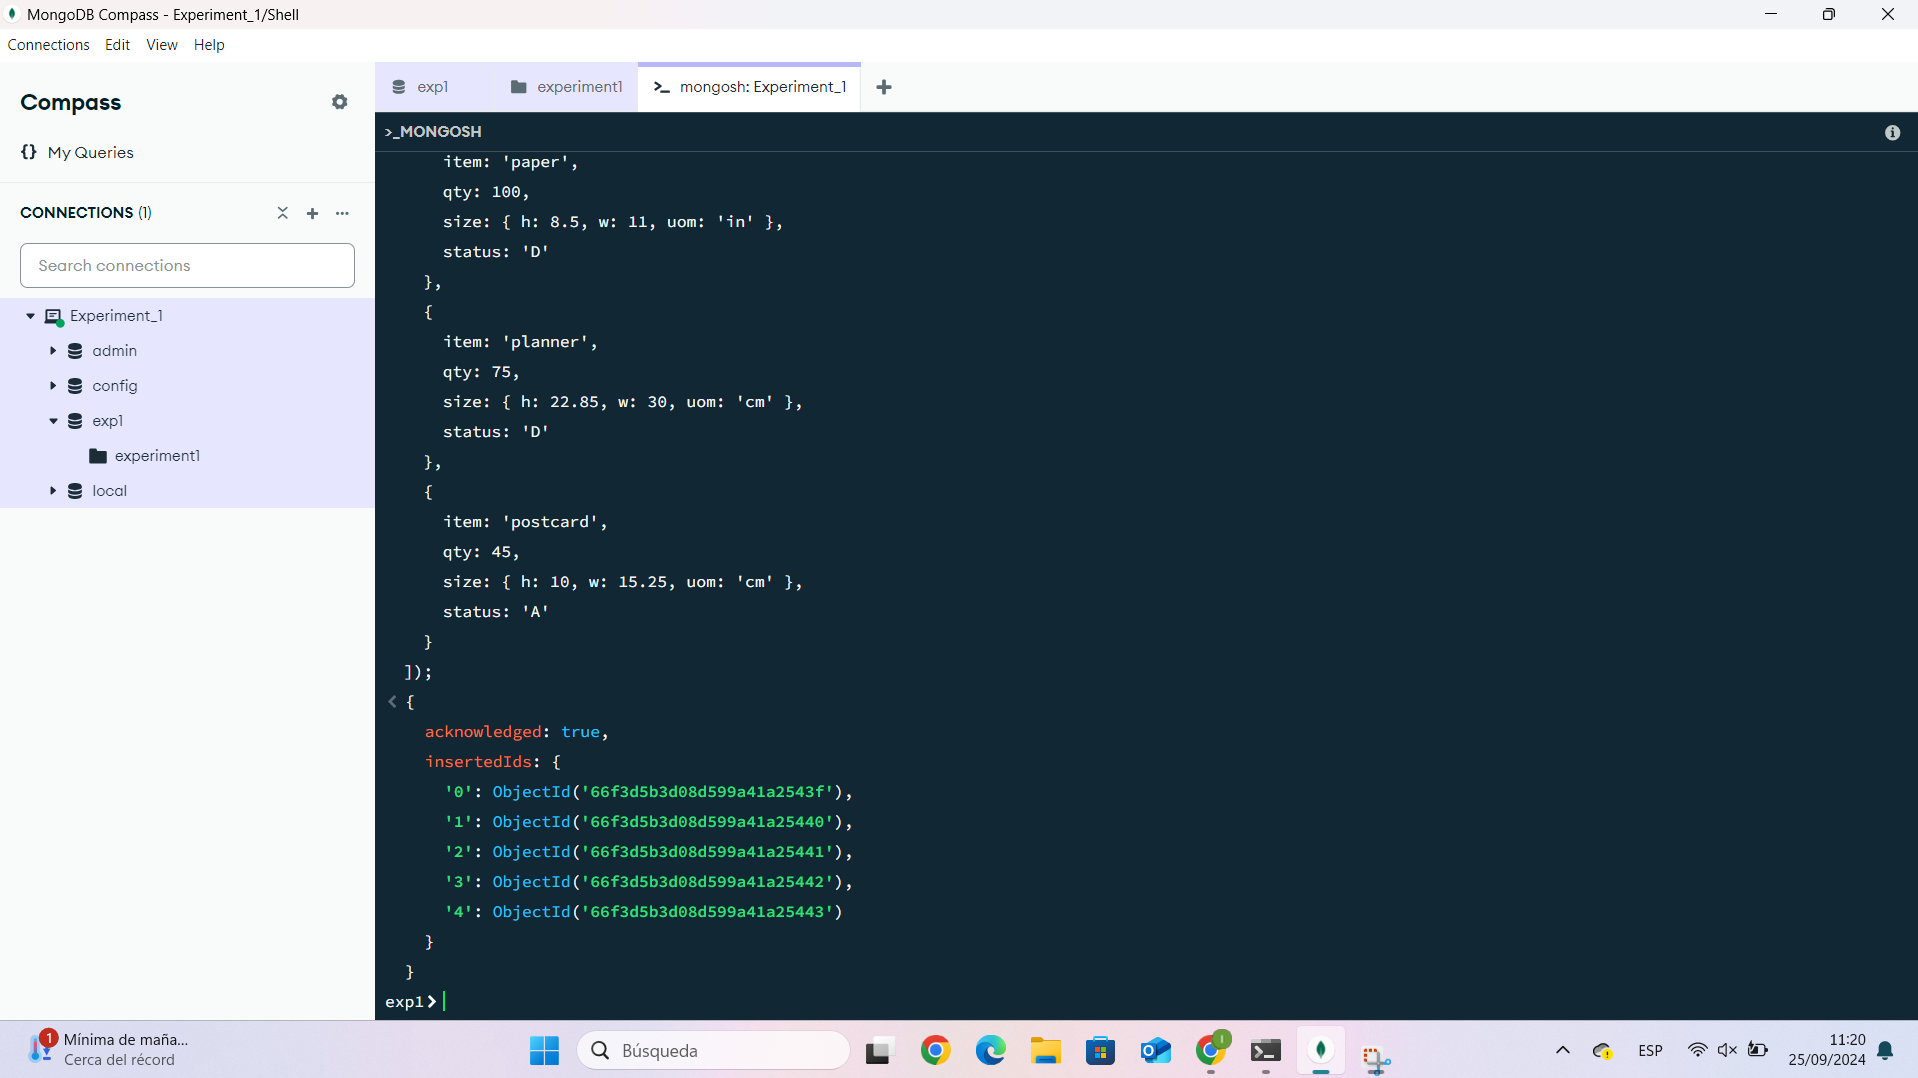 MongoDB Compass - Experiment_1/Shell
Connections Edit View Help
Compass
My Queries
CONNECTIONS (1)
Search connections
Experiment_1
admin
config
exp1
experiment1
local
exp1
experiment1
>_ mongosh: Experiment_1
>_MONGOSH
item: 'paper',
qty: 100,
size: { h: 8.5, w: 11, uom: 'in' },
status: 'D'
},
{
item: 'planner',
qty: 75,
size: { h: 22.85, w: 30, uom: 'cm' },
status: 'D'
},
{
item: 'postcard',
qty: 45,
size: { h: 10, w: 15.25, uom: 'cm' },
status: 'A'
}
]);
< {
acknowledged: true,
insertedIds: {
'0': ObjectId('66f3d5b3d08d599a41a2543f'),
'1': ObjectId('66f3d5b3d08d599a41a25440'),
'2': ObjectId('66f3d5b3d08d599a41a25441'),
'3': ObjectId('66f3d5b3d08d599a41a25442'),
'4': ObjectId('66f3d5b3d08d599a41a25443')
}
}
exp1>
1
Mínima de maña...
Cerca del récord
Búsqueda
ESP
11:20
25/09/2024